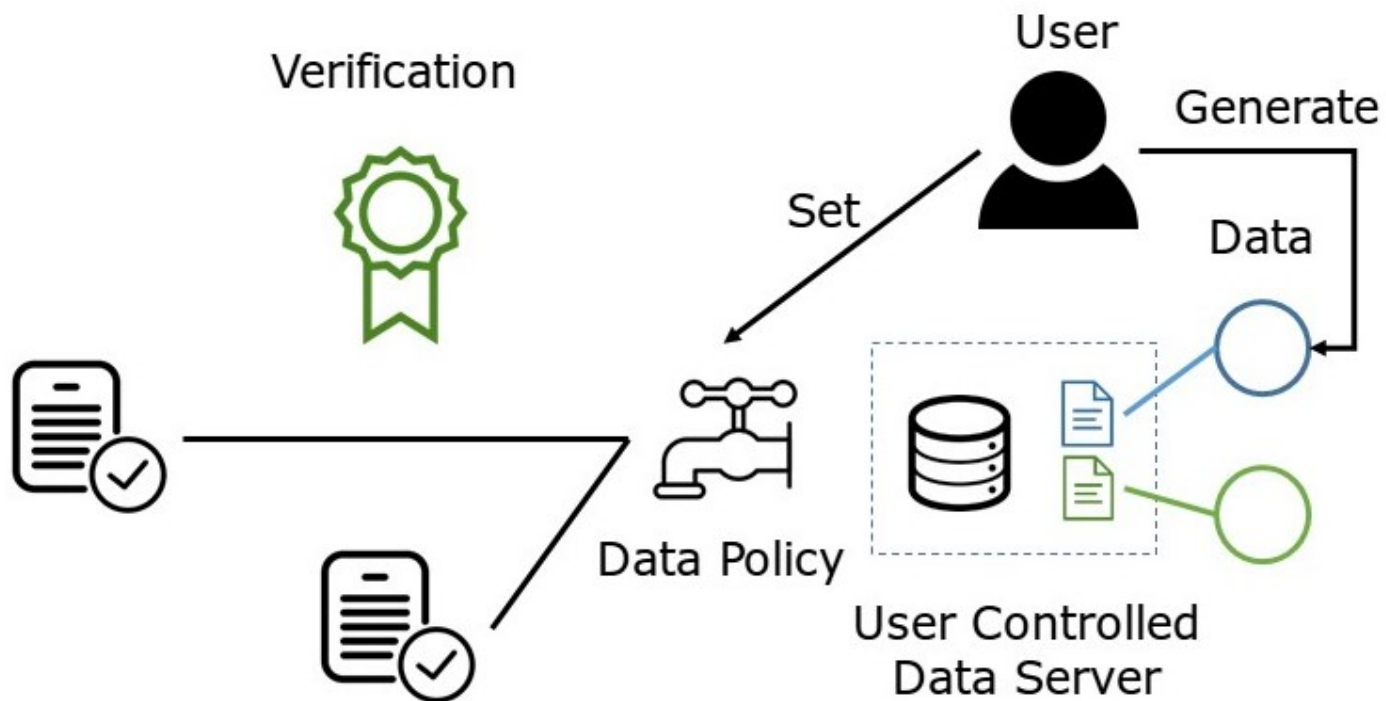 User
Verification
Generate
Set
Data
Data Policy
User Controlled
Data Server